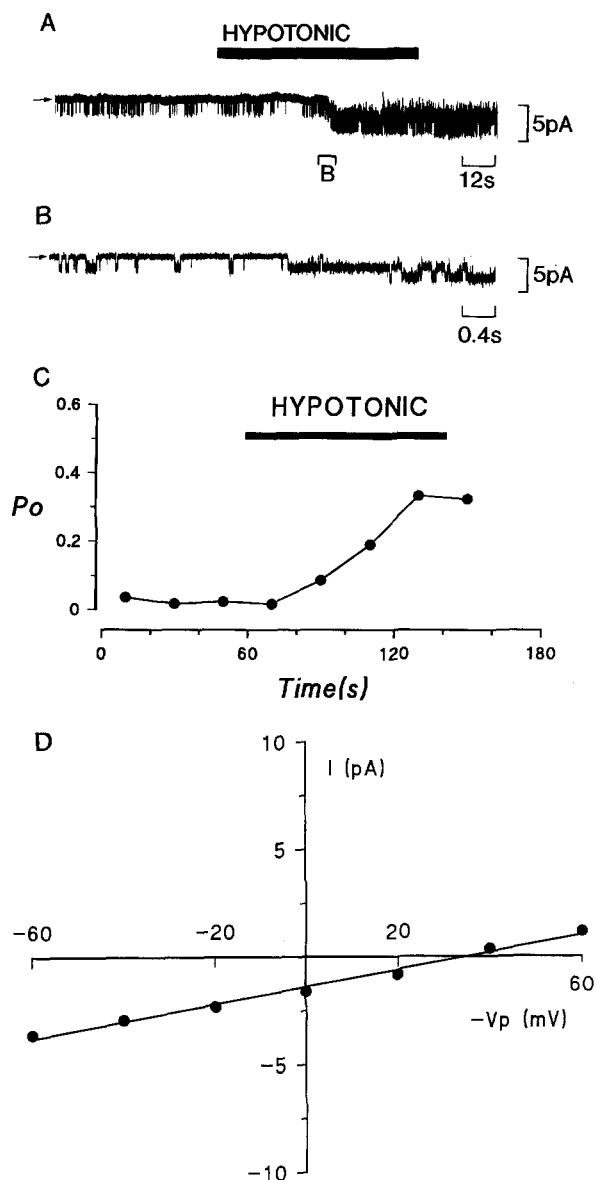 A
HYPOTONIC
5pA
B
12s
B
5pA
0.4s
C
HYPOTONIC
0.6
0.4
0.2
0
Po
0 60 120 180
Time(s)
D
10
I (pA)
5
-60 -20 20 60
-Vp (mV)
-5
-10